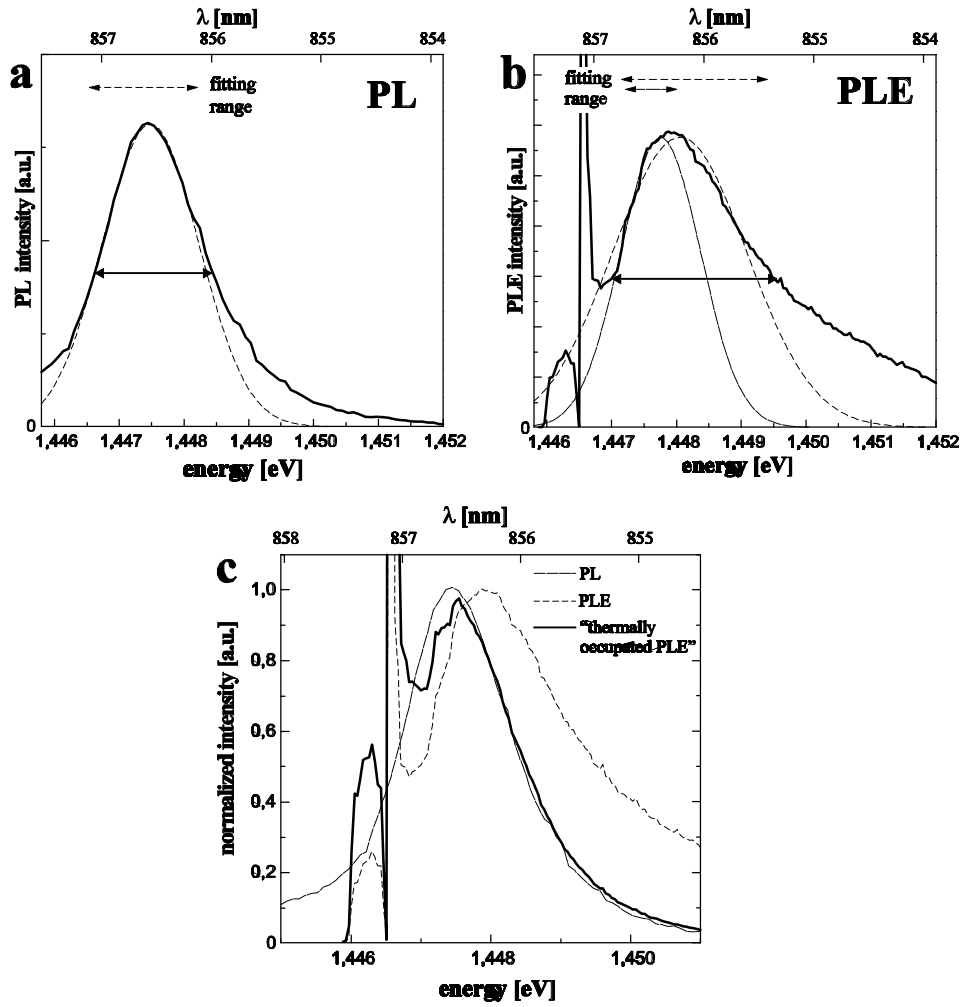 λ [nm]
857 856 855 854
a
fitting
range
PL
PL intensity [a.u.]
0
1,446 1,447 1,448 1,449 1,450 1,451 1,452
energy [eV]
λ [nm]
857 856 855 854
b
fitting
range
PLE
PLE intensity [a.u.]
0
1,446 1,447 1,448 1,449 1,450 1,451 1,452
energy [eV]
λ [nm]
858 857 856 855
c
PL
PLE
“thermally
occupated PLE”
normalized intensity [a.u.]
1,0
0,8
0,6
0,4
0,2
0
1,446 1,448 1,450
energy [eV]